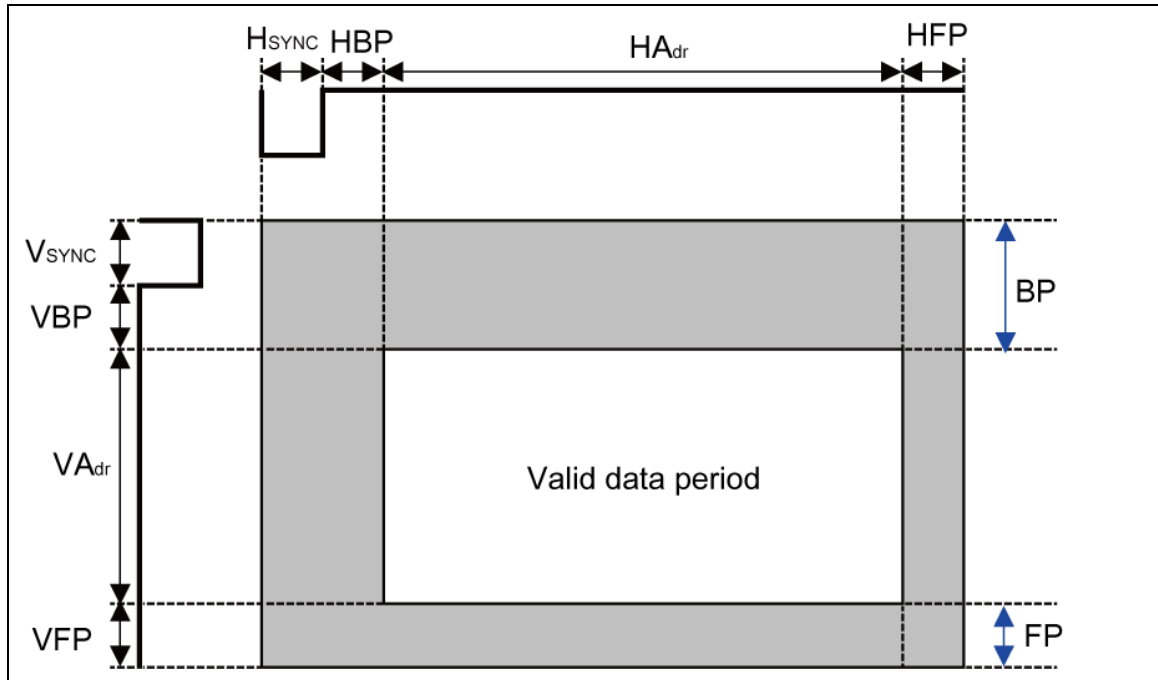 HSYNC HBP HAdr HFP
VSYNC
BP
VBP
VAdr
Valid data period
VFP
FP